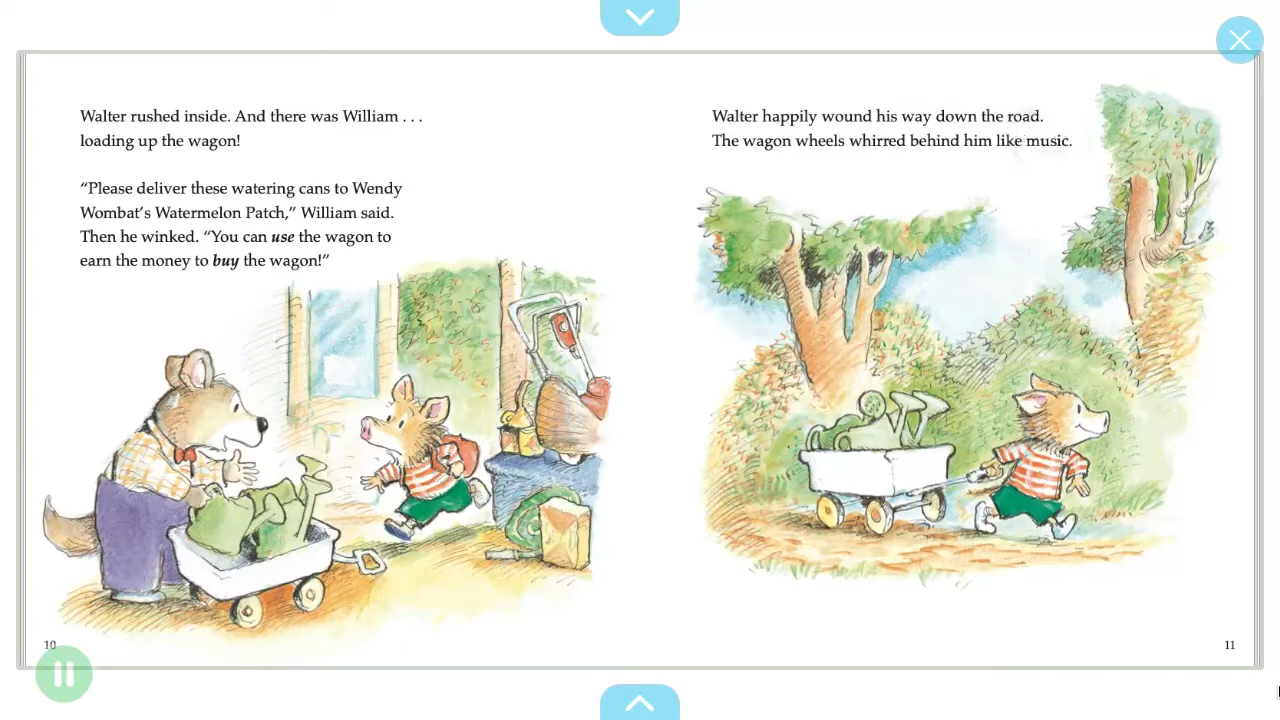 Walter rushed inside. And there was William . . .
loading up the wagon!
“Please deliver these watering cans to Wendy
Wombat’s Watermelon Patch,” William said.
Then he winked. “You can use the wagon to
earn the money to buy the wagon!”
10
Walter happily wound his way down the road.
The wagon wheels whirred behind him like music.
11